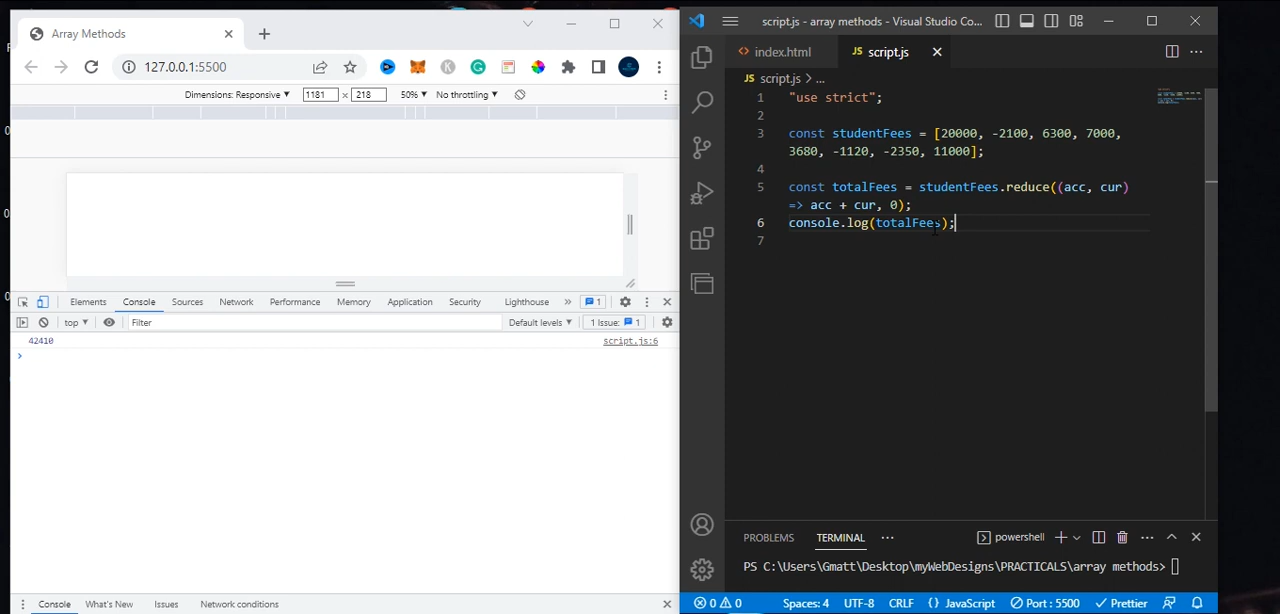 Array Methods
127.0.0.1:5500
Dimensions: Responsive 1181 × 218 50% No throttling
Elements Console Sources Network Performance Memory Application Security Lighthouse » 1
top Filter Default levels 1 Issue: 1
42410 script.js:6
Console What's New Issues Network conditions
script.js - array methods - Visual Studio Co...
index.html JS script.js
JS script.js > ...
1 "use strict";
2
3 const studentFees = [20000, -2100, 6300, 7000,
3680, -1120, -2350, 11000];
4
5 const totalFees = studentFees.reduce((acc, cur)
=> acc + cur, 0);
6 console.log(totalFees);
7
PROBLEMS TERMINAL ... powershell
PS C:\Users\Gmatt\Desktop\myWebDesigns\PRACTICALS\array methods>
0 0 Spaces: 4 UTF-8 CRLF {} JavaScript Port : 5500 Prettier